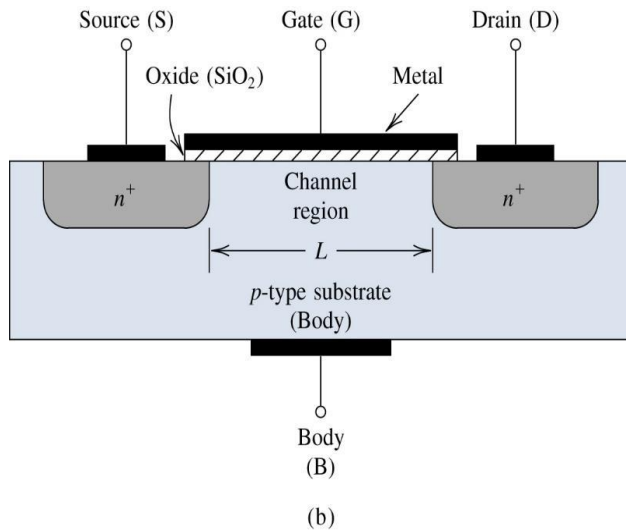 Source (S)
Gate (G)
Drain (D)
Oxide (SiO₂)
Metal
n⁺
Channel
region
n⁺
L
p-type substrate
(Body)
Body
(B)
(b)